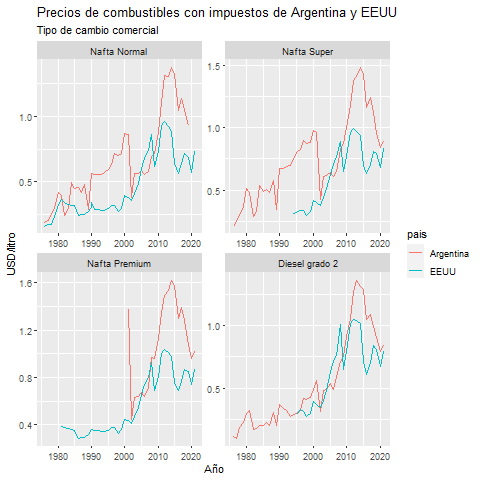 Precios de combustibles con impuestos de Argentina y EEUU
Tipo de cambio comercial
Nafta Normal
Nafta Super
1.0
0.5
1.5
1.0
0.5
1980 1990 2000 2010 2020
1980 1990 2000 2010 2020
Nafta Premium
Diesel grado 2
1.6
1.2
0.8
0.4
1.0
0.5
1980 1990 2000 2010 2020
1980 1990 2000 2010 2020
USD/litro
Año
pais
Argentina
EEUU